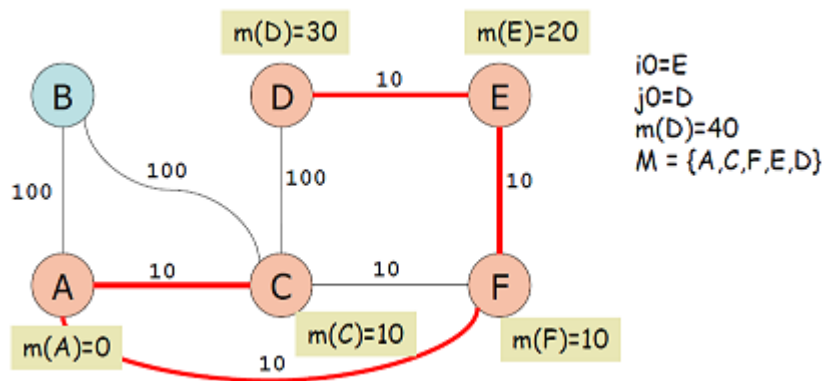 m(D)=30
m(E)=20
i0=E
j0=D
m(D)=40
M = {A,C,F,E,D}
B
D
10
E
100
100
100
10
A
10
C
10
F
m(A)=0
m(C)=10
m(F)=10
10